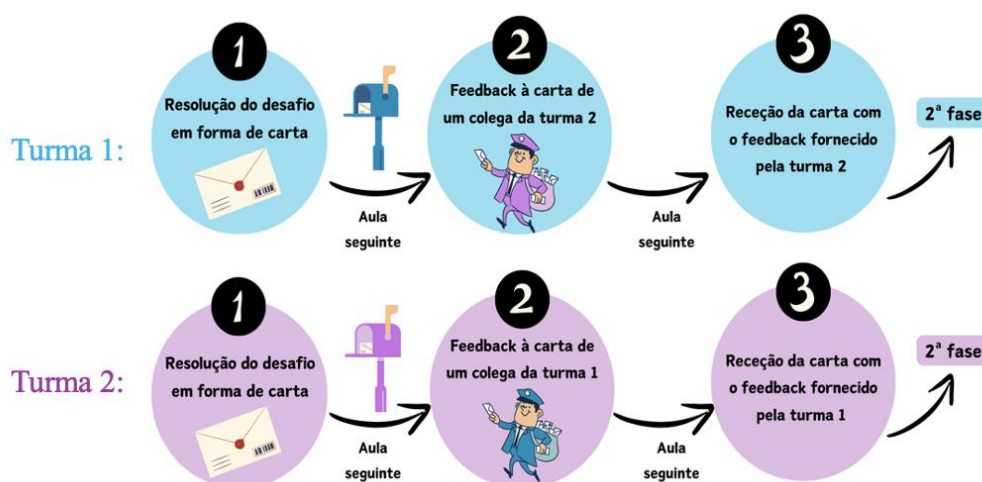 Turma 1:
1
Resolução do desafio
em forma de carta
Aula
seguinte
2
Feedback à carta de
um colega da turma 2
Aula
seguinte
3
Receção da carta com
o feedback fornecido
pela turma 2
2ª fase
Turma 2:
1
Resolução do desafio
em forma de carta
Aula
seguinte
2
Feedback à carta de
um colega da turma 1
Aula
seguinte
3
Receção da carta com
o feedback fornecido
pela turma 1
2ª fase